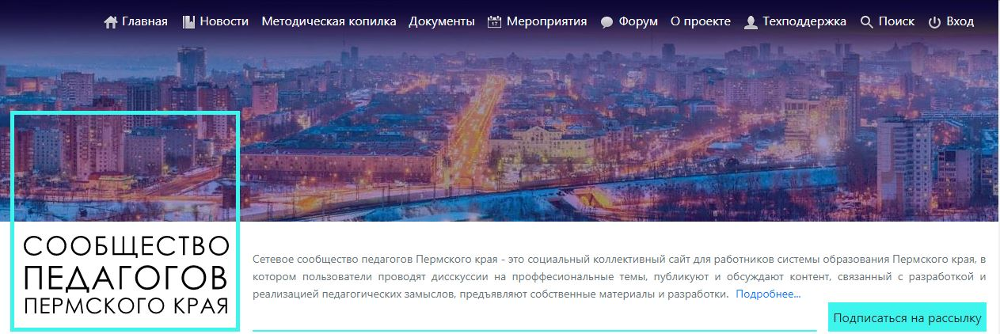 Главная Новости Методическая копилка Документы 17 Мероприятия Форум О проекте Техподдержка Поиск Вход
СООБЩЕСТВО
ПЕДАГОГОВ
ПЕРМСКОГО КРАЯ
Сетевое сообщество педагогов Пермского края - это социальный коллективный сайт для работников системы образования Пермского края, в
котором пользователи проводят дисскуссии на проффесиональные темы, публикуют и обсуждают контент, связанный с разработкой и
реализацией педагогических замыслов, предъявляют собственные материалы и разработки. Подробнее...
Подписаться на рассылку